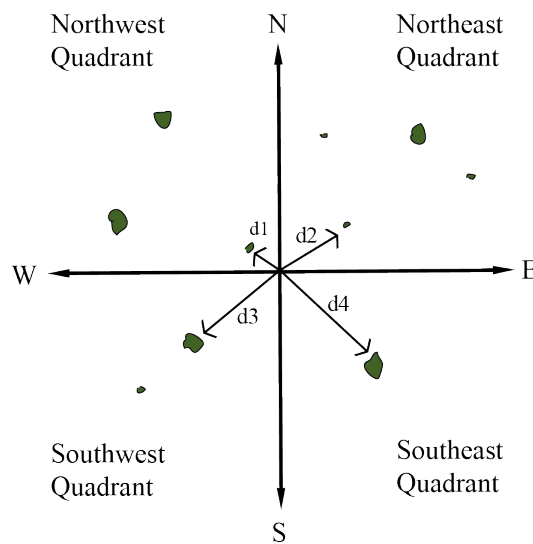 Northwest
Quadrant
N
Northeast
Quadrant
d1
d2
W
E
d3
d4
Southwest
Quadrant
Southeast
Quadrant
S